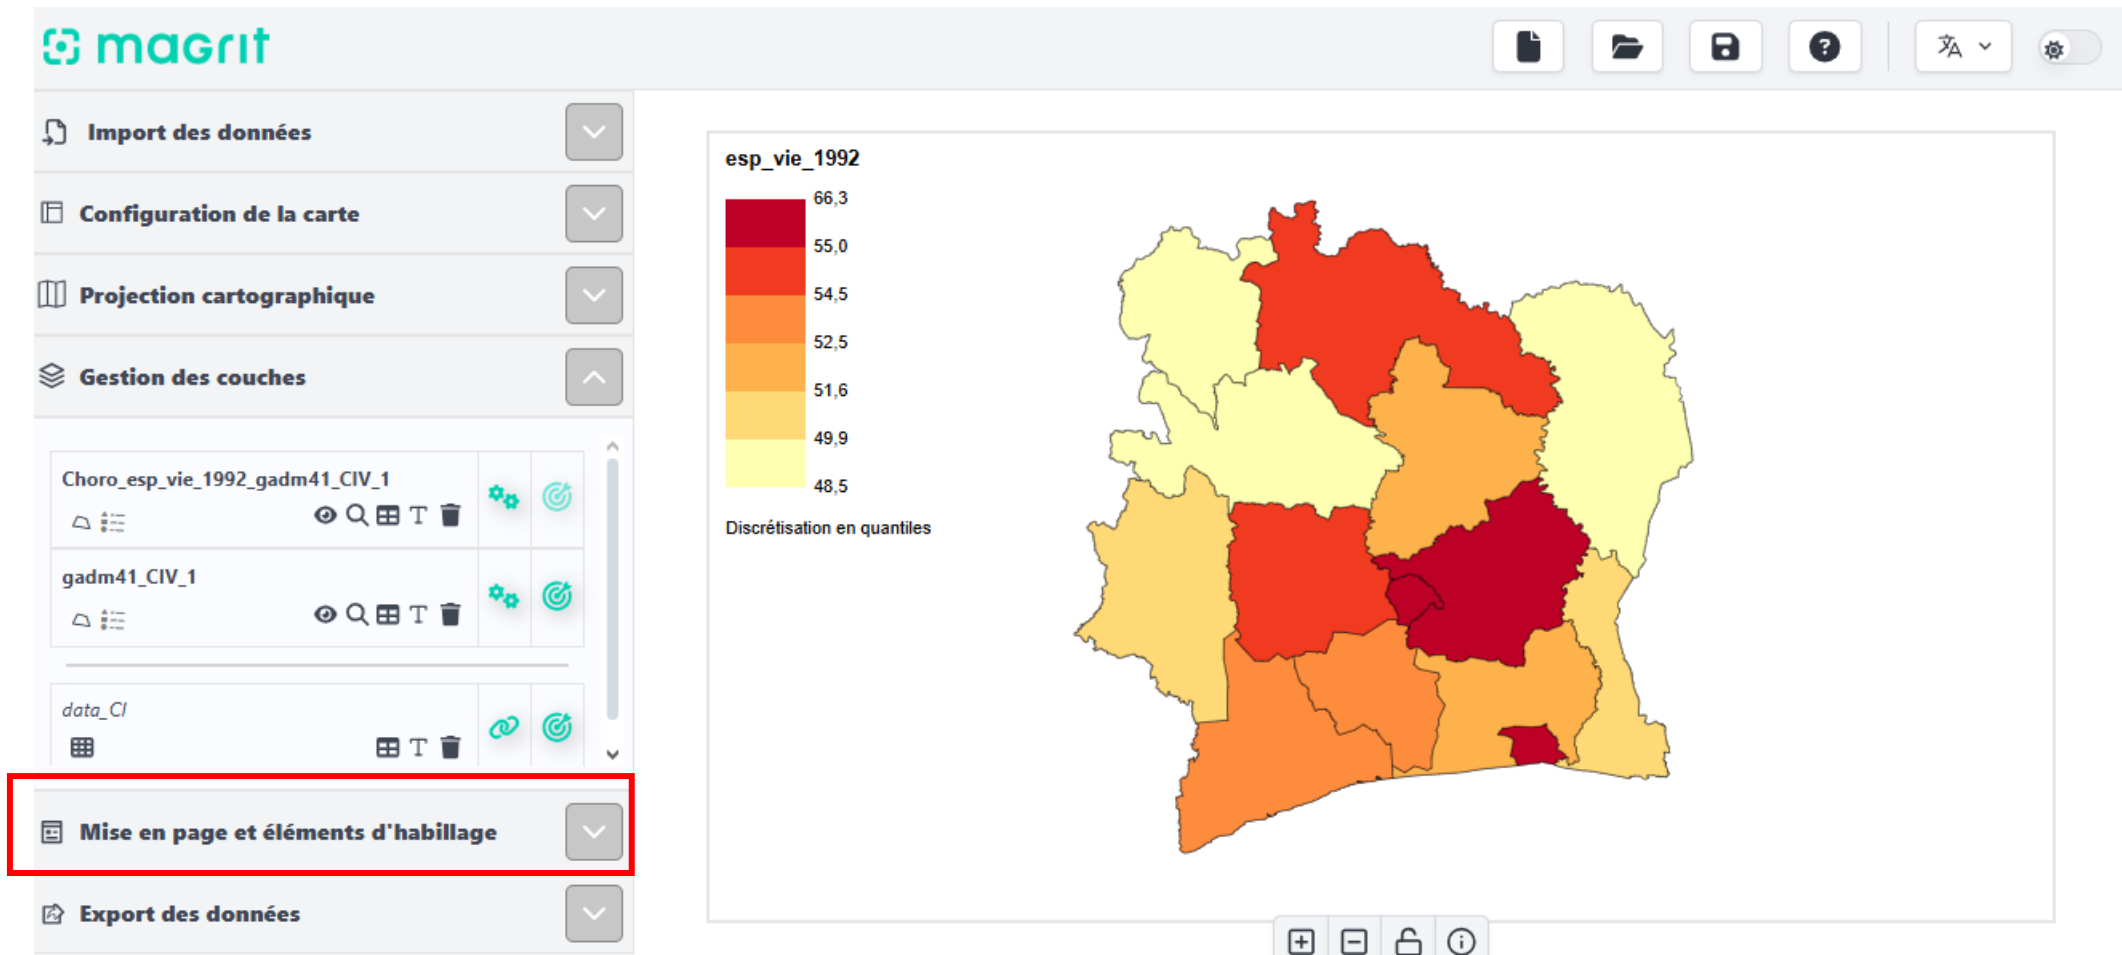 magrit
Import des données
Configuration de la carte
Projection cartographique
Gestion des couches
Choro_esp_vie_1992_gadm41_CIV_1
gadm41_CIV_1
data_CI
Mise en page et éléments d'habillage
Export des données
esp_vie_1992
66,3
55,0
54,5
52,5
51,6
49,9
48,5
Discrétisation en quantiles